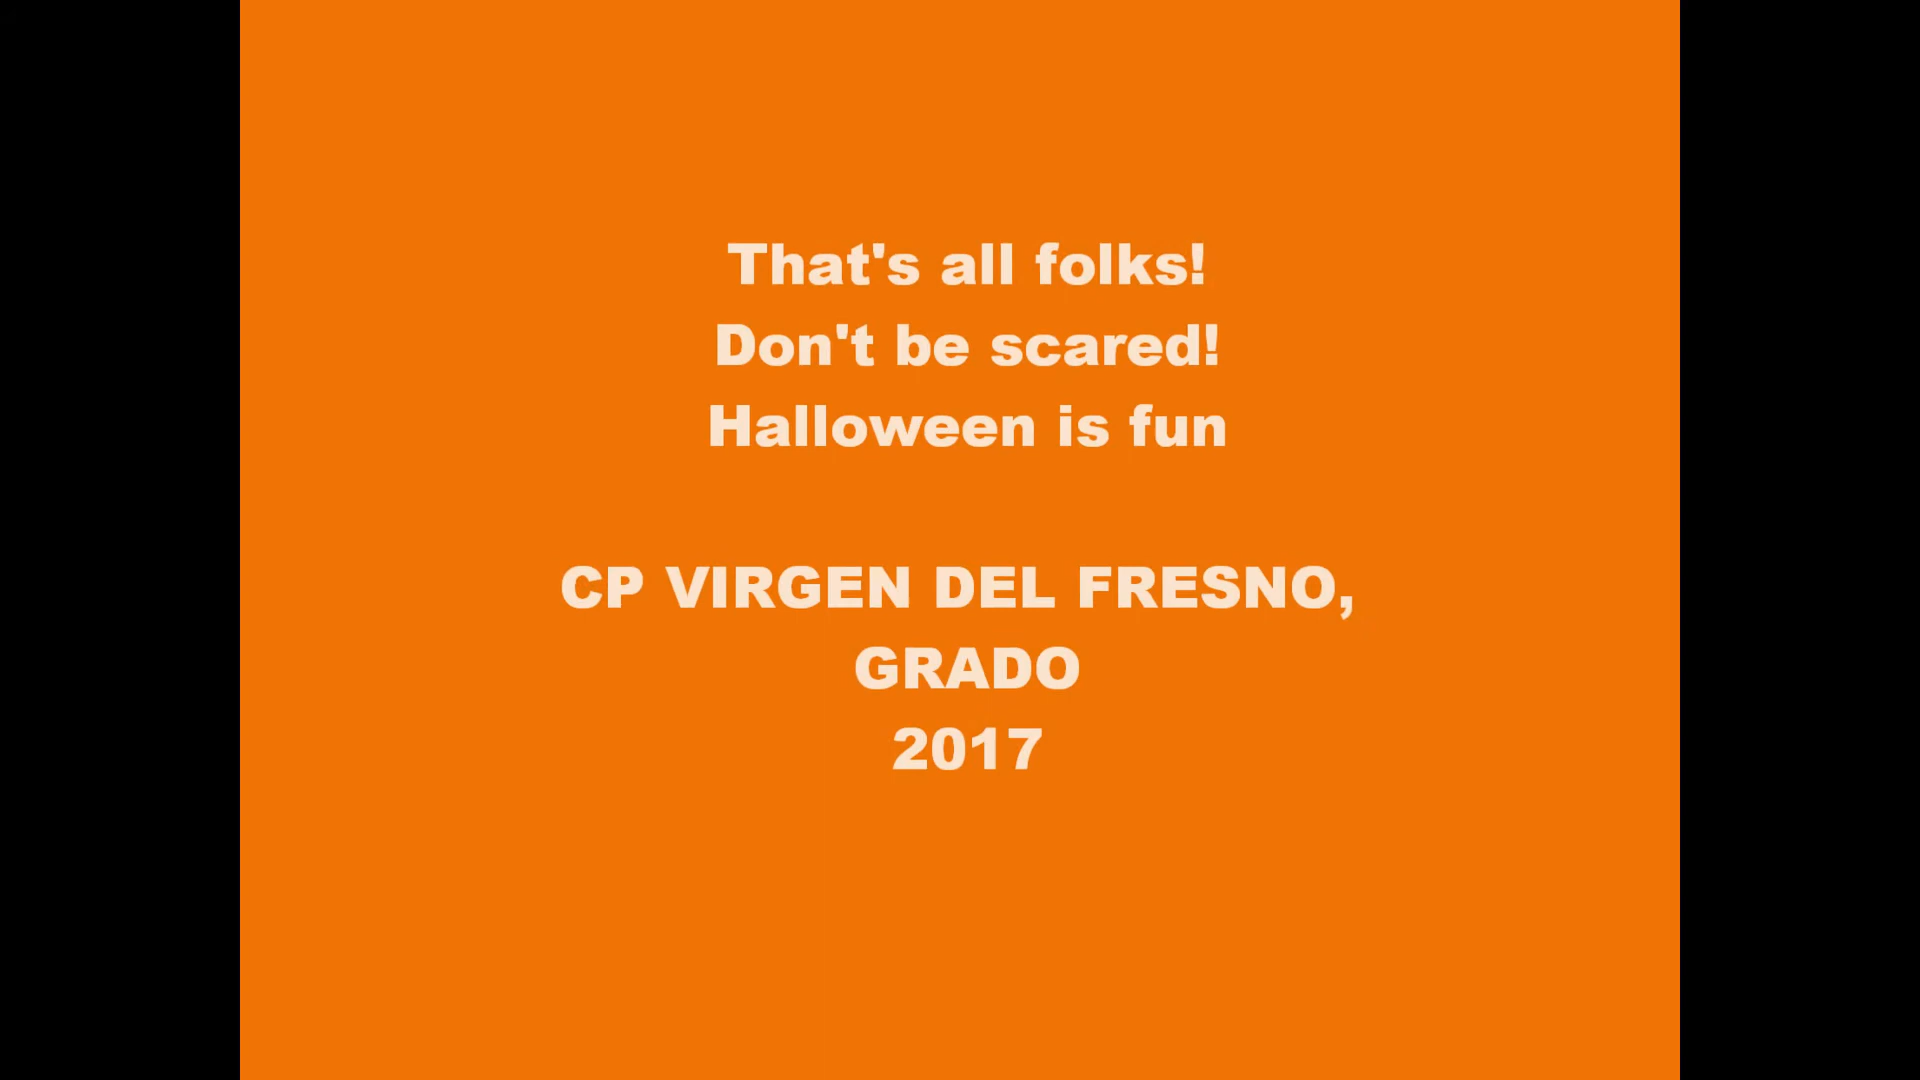 That's all folks!
Don't be scared!
Halloween is fun
CP VIRGEN DEL FRESNO,
GRADO
2017